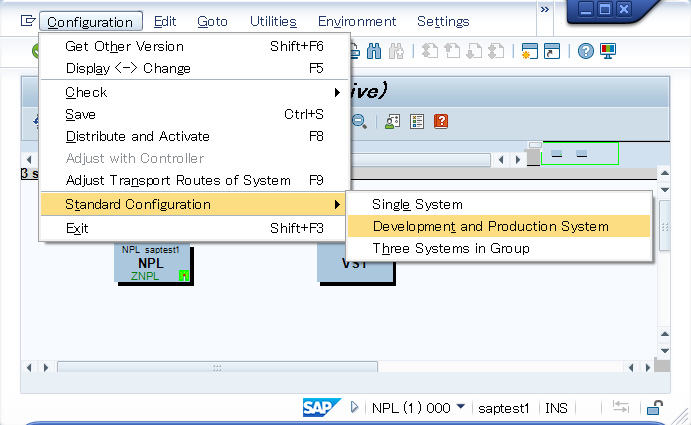 Configuration Edit Goto Utilities Environment Settings »
Get Other Version Shift+F6
Display <-> Change F5
Check
Save Ctrl+S
Distribute and Activate F8
Adjust with Controller
Adjust Transport Routes of System F9
Standard Configuration
Exit Shift+F3
ive)
3 s
Single System
Development and Production System
Three Systems in Group
NPL saptest1
NPL
ZNPL
VST
SAP NPL (1) 000 saptest1 INS